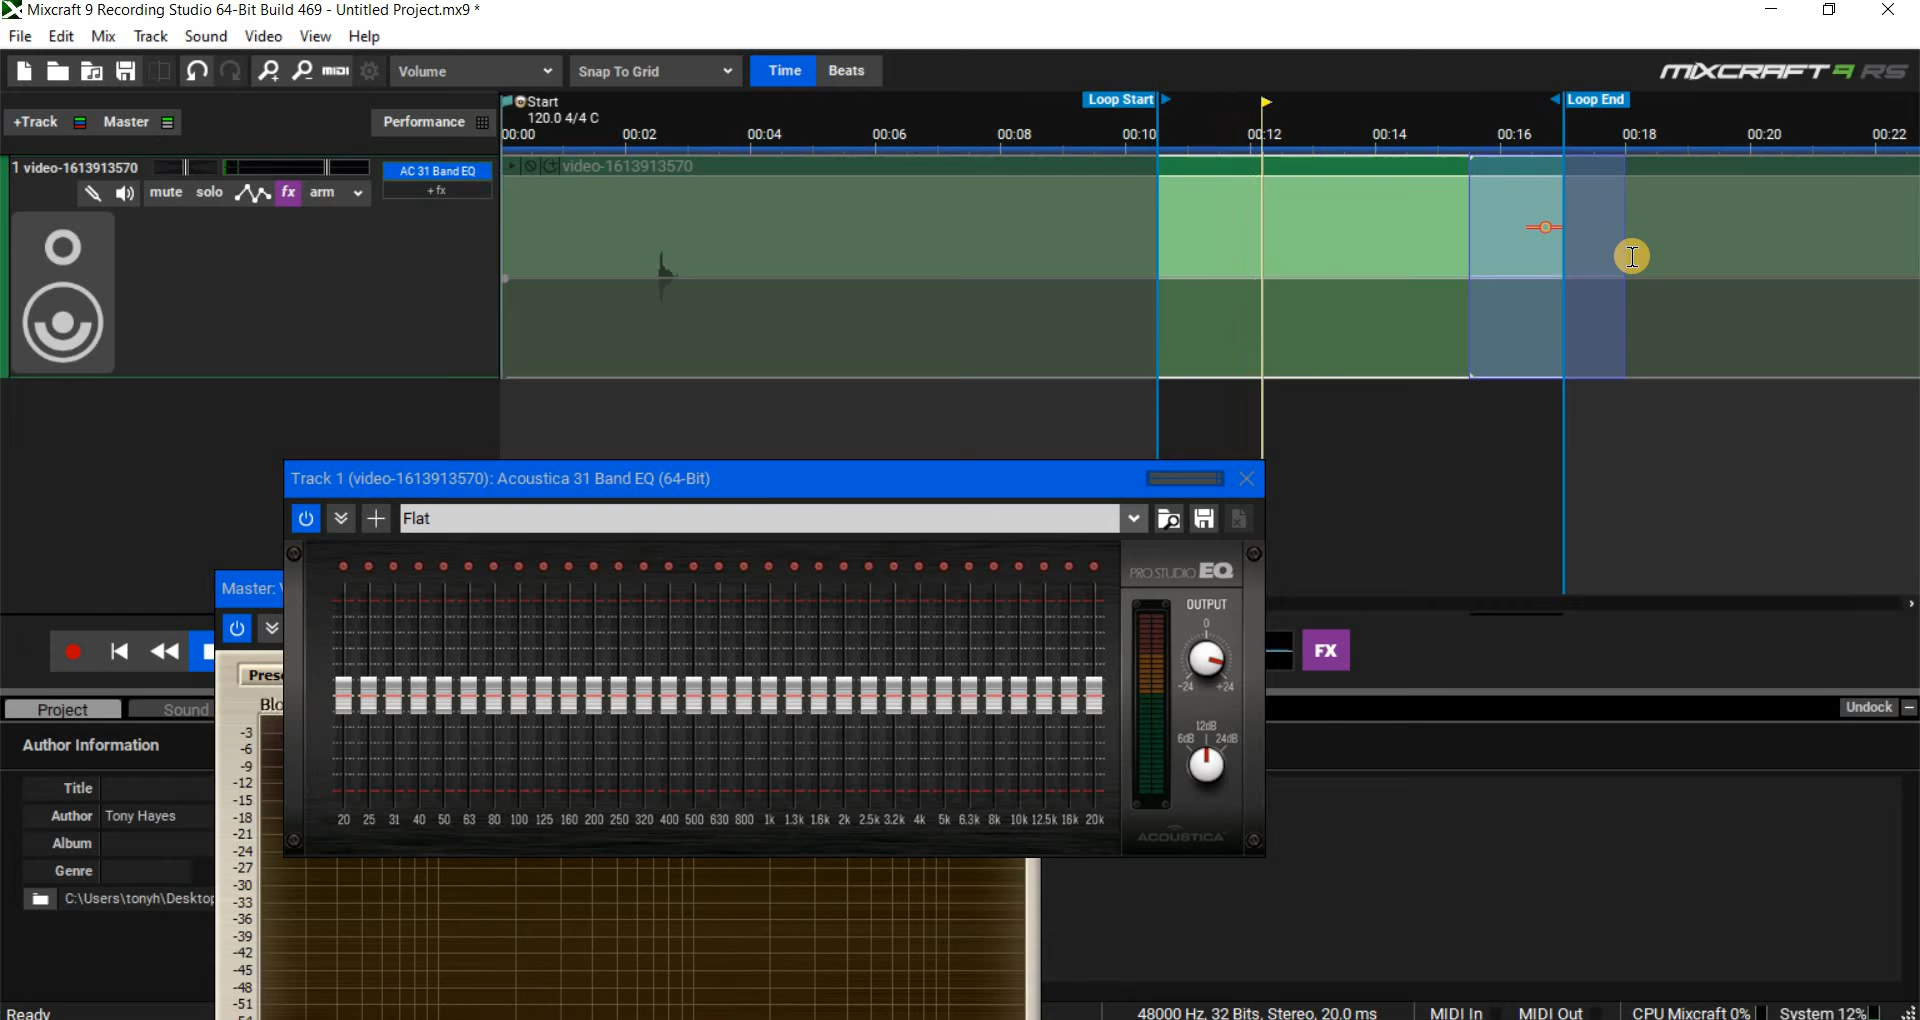 Mixcraft 9 Recording Studio 64-Bit Build 469 - Untitled Project.mx9 *
File Edit Mix Track Sound Video View Help
MIDI Volume Snap To Grid Time Beats MIXCRAFT 9 RS
+Track Master Performance
Start
120.0 4/4 C
Loop Start Loop End
00:00 00:02 00:04 00:06 00:08 00:10 00:12 00:14 00:16 00:18 00:20 00:22
1 video-1613913570
AC 31 Band EQ
video-1613913570
mute solo fx arm
+ fx
Track 1 (video-1613913570): Acoustica 31 Band EQ (64-Bit)
Flat
PRO STUDIO EQ
OUTPUT
0
-24 +24
12dB
6dB 24dB
20 25 31 40 50 63 80 100 125 160 200 250 320 400 500 630 800 1k 1.3k 1.6k 2k 2.5k 3.2k 4k 5k 6.3k 8k 10k 12.5k 16k 20k
ACOUSTICA
Master:
FX
Project Sound
Undock
Author Information
Title
Author Tony Hayes
Album
Genre
C:\Users\tonyh\Desktop
-3
-6
-9
-12
-15
-18
-21
-24
-27
-30
-33
-36
-39
-42
-45
-48
-51
Ready
48000 Hz, 32 Bits, Stereo, 20.0 ms MIDI In MIDI Out CPU Mixcraft 0% System 12%